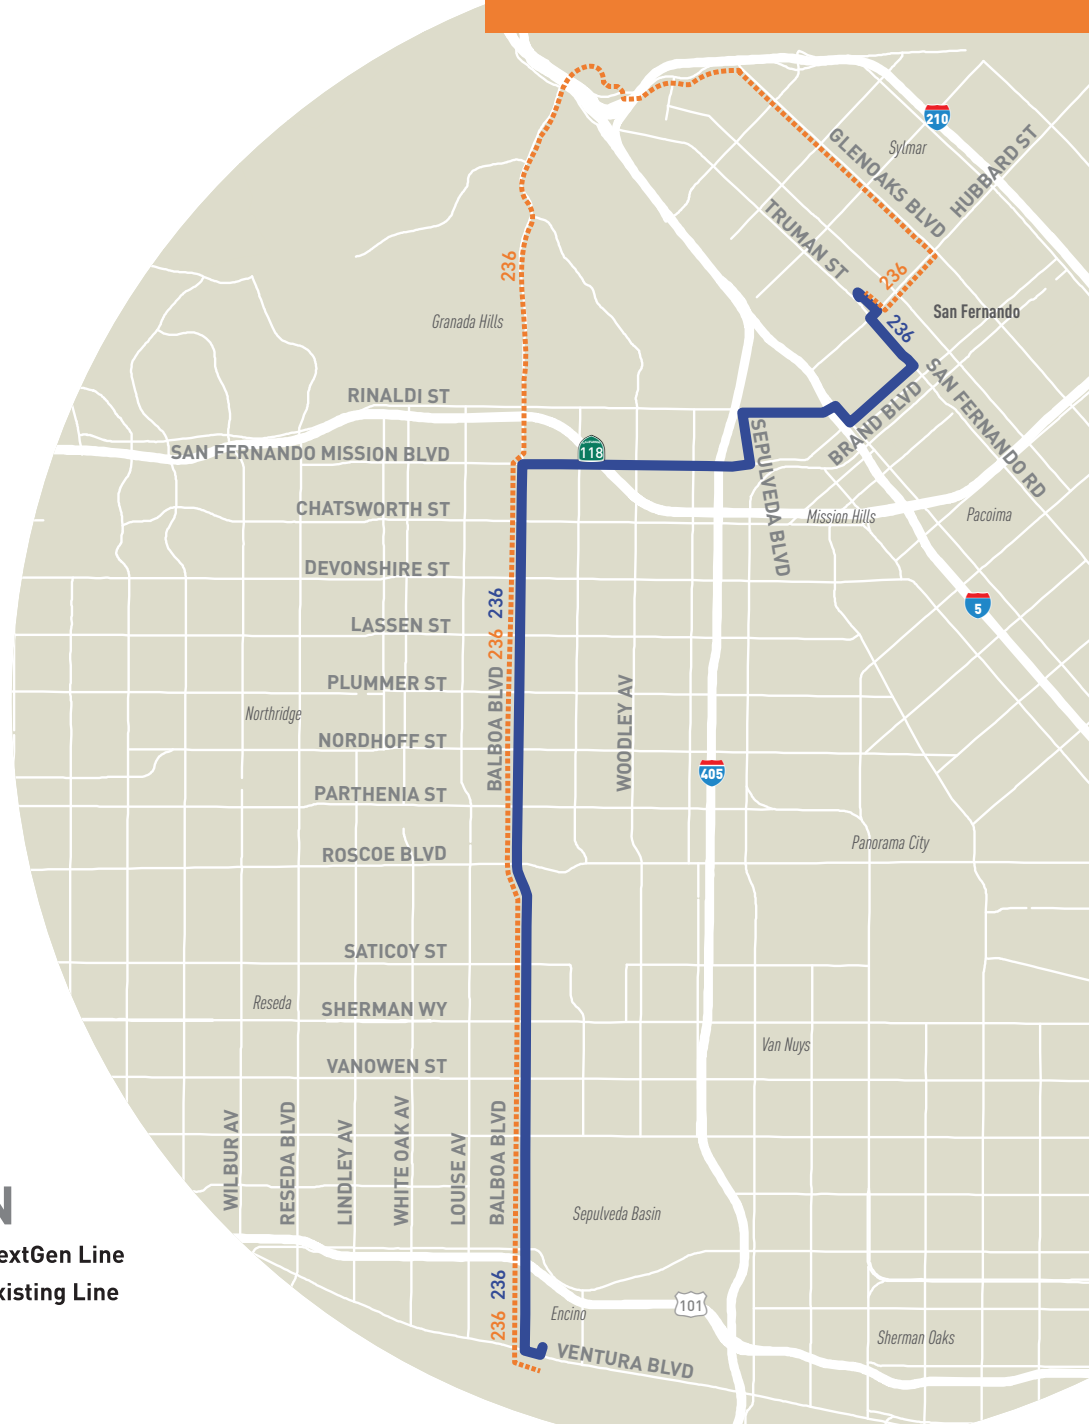 210
Sylmar
HUBBARD ST
GLENOAKS BLVD
TRUMAN ST
236
236
San Fernando
236
Granada Hills
RINALDI ST
SAN FERNANDO RD
BRAND BLVD
SAN FERNANDO MISSION BLVD
118
SEPULVEDA BLVD
CHATSWORTH ST
Mission Hills
Pacoima
DEVONSHIRE ST
236
5
LASSEN ST
236
PLUMMER ST
BALBOA BLVD
WOODLEY AV
Northridge
NORDHOFF ST
405
PARTHENIA ST
Panorama City
ROSCOE BLVD
SATICOY ST
Reseda
SHERMAN WY
Van Nuys
VANOWEN ST
WILBUR AV
RESEDA BLVD
LINDLEY AV
WHITE OAK AV
LOUISE AV
BALBOA BLVD
N
Sepulveda Basin
extGen Line
236
xisting Line
101
236
Encino
Sherman Oaks
VENTURA BLVD